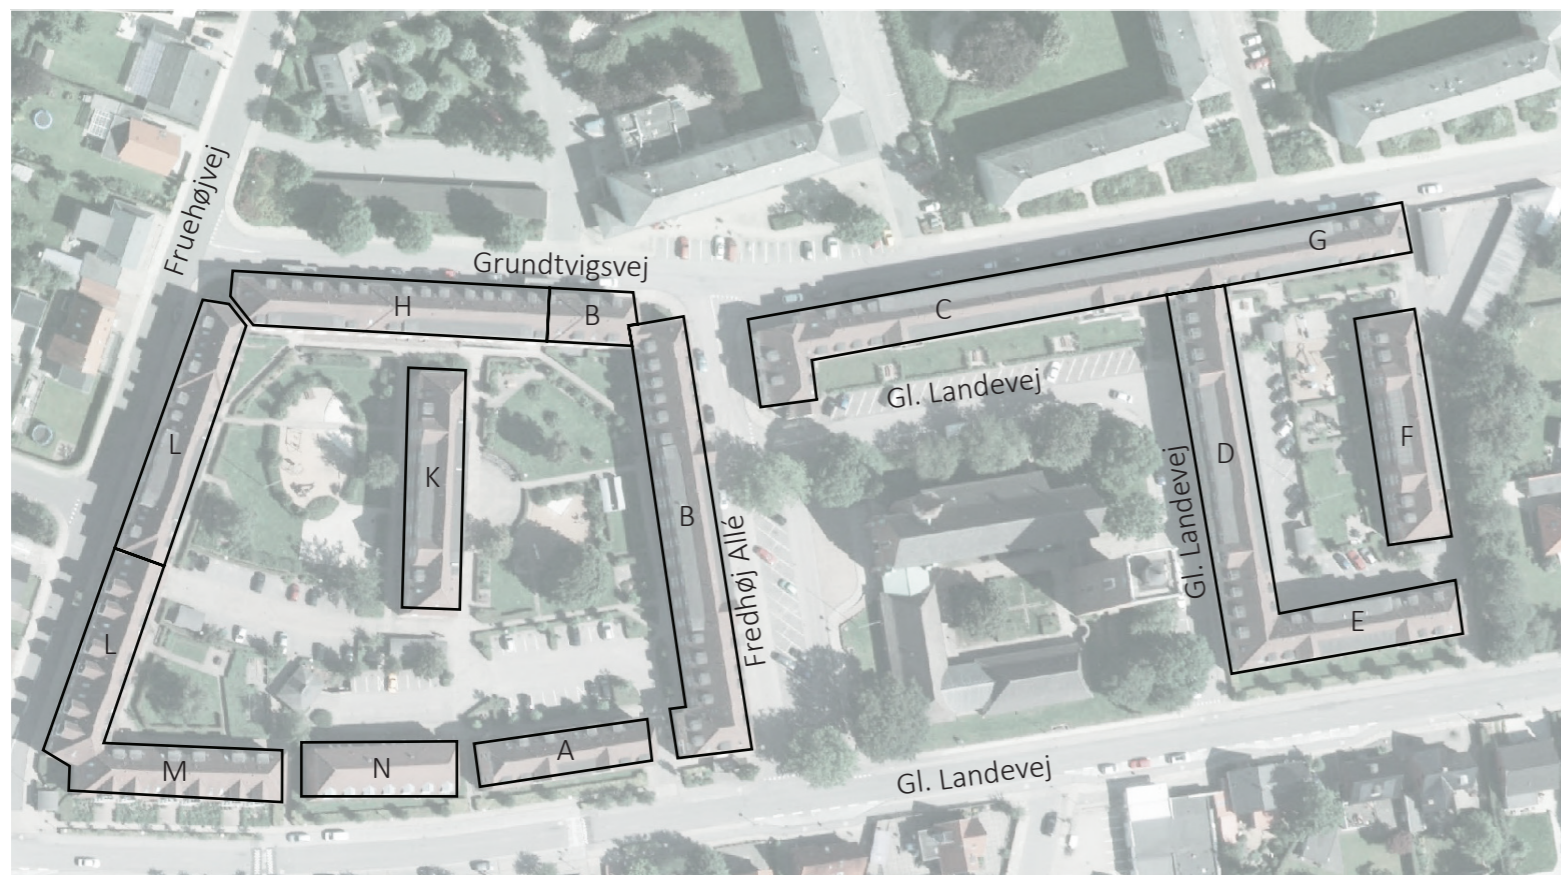 Fruehøjvej
Grundtvigsvej
G
H
B
C
Gl. Landevej
L
K
D
F
B
Gl. Landevej
Fredhøj Allé
E
L
M
N
A
Gl. Landevej